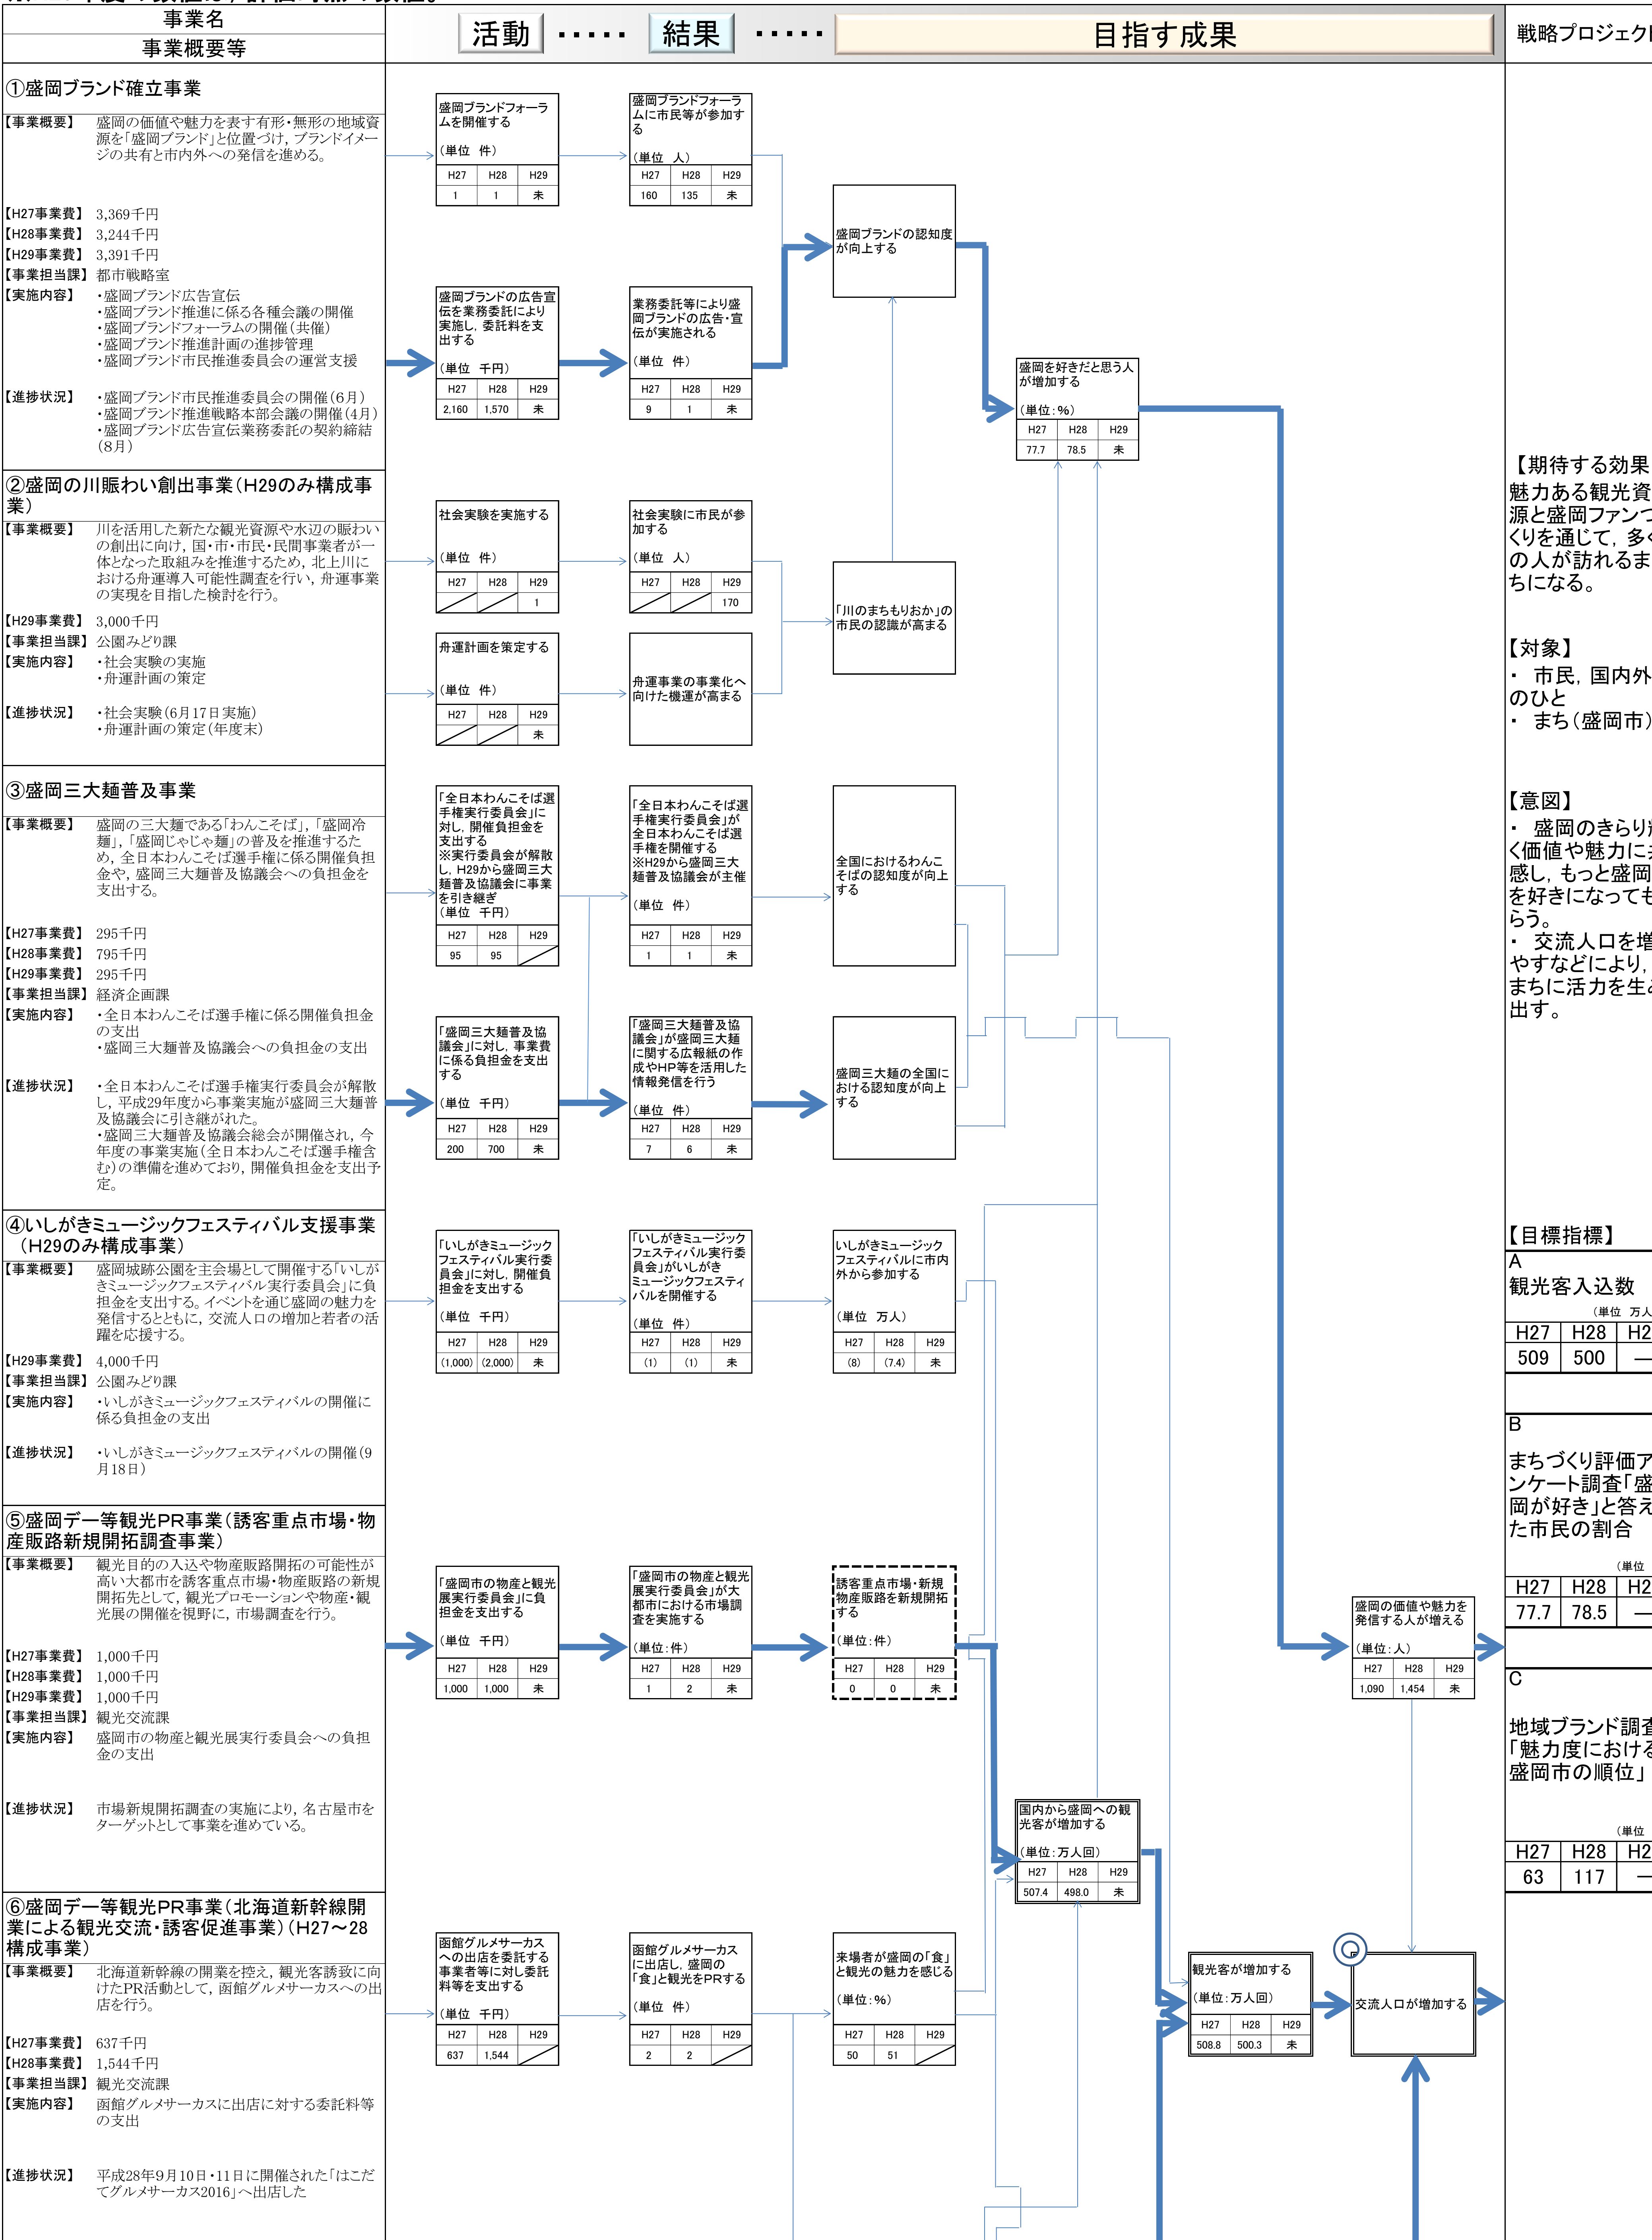 事業名
事業概要等
活動 ・・・・・ 結果 ・・・・・ 目指す成果
戦略プロジェクト
①盛岡ブランド確立事業
【事業概要】 盛岡の価値や魅力を表す有形・無形の地域資
源を「盛岡ブランド」と位置づけ，ブランドイメー
ジの共有と市内外への発信を進める。
【H27事業費】 3,369千円
【H28事業費】 3,244千円
【H29事業費】 3,391千円
【事業担当課】 都市戦略室
【実施内容】 ・盛岡ブランド広告宣伝
・盛岡ブランド推進に係る各種会議の開催
・盛岡ブランドフォーラムの開催（共催）
・盛岡ブランド推進計画の進捗管理
・盛岡ブランド市民推進委員会の運営支援
【進捗状況】 ・盛岡ブランド市民推進委員会の開催（6月）
・盛岡ブランド推進戦略本部会議の開催（4月）
・盛岡ブランド広告宣伝業務委託の契約締結
（8月）
盛岡ブランドフォーラ
ムを開催する
（単位 件）
H27 H28 H29
1 1 未
盛岡ブランドフォーラ
ムに市民等が参加す
る
（単位 人）
H27 H28 H29
160 135 未
盛岡ブランドの認知度
が向上する
盛岡ブランドの広告宣
伝を業務委託により
実施し，委託料を支
出する
（単位 千円）
H27 H28 H29
2,160 1,570 未
業務委託等により盛
岡ブランドの広告・宣
伝が実施される
（単位 件）
H27 H28 H29
9 1 未
盛岡を好きだと思う人
が増加する
（単位：％）
H27 H28 H29
77.7 78.5 未
②盛岡の川賑わい創出事業（H29のみ構成事
業）
【事業概要】 川を活用した新たな観光資源や水辺の賑わい
の創出に向け，国・市・市民・民間事業者が一
体となった取組みを推進するため，北上川に
おける舟運導入可能性調査を行い，舟運事業
の実現を目指した検討を行う。
【H29事業費】 3,000千円
【事業担当課】 公園みどり課
【実施内容】 ・社会実験の実施
・舟運計画の策定
【進捗状況】 ・社会実験（6月17日実施）
・舟運計画の策定（年度末）
社会実験を実施する
（単位 件）
H27 H28 H29
1
社会実験に市民が参
加する
（単位 人）
H27 H28 H29
170
舟運計画を策定する
（単位 件）
H27 H28 H29
未
舟運事業の事業化へ
向けた機運が高まる
「川のまちもりおか」の
市民の認識が高まる
③盛岡三大麺普及事業
【事業概要】 盛岡の三大麺である「わんこそば」，「盛岡冷
麺」，「盛岡じゃじゃ麺」の普及を推進するた
め，全日本わんこそば選手権に係る開催負担
金や，盛岡三大麺普及協議会への負担金を
支出する。
【H27事業費】 295千円
【H28事業費】 795千円
【H29事業費】 295千円
【事業担当課】 経済企画課
【実施内容】 ・全日本わんこそば選手権に係る開催負担金
の支出
・盛岡三大麺普及協議会への負担金の支出
【進捗状況】 ・全日本わんこそば選手権実行委員会が解散
し，平成29年度から事業実施が盛岡三大麺普
及協議会に引き継がれた。
・盛岡三大麺普及協議会総会が開催され，今
年度の事業実施（全日本わんこそば選手権含
む）の準備を進めており，開催負担金を支出予
定。
「全日本わんこそば選
手権実行委員会」に
対し，開催負担金を
支出する
※実行委員会が解散
し，H29から盛岡三大
麺普及協議会に事業
を引き継ぎ
（単位 千円）
H27 H28 H29
95 95
「全日本わんこそば選
手権実行委員会」が
全日本わんこそば選
手権を開催する
※H29から盛岡三大
麺普及協議会が主催
（単位 件）
H27 H28 H29
1 1 未
全国におけるわんこ
そばの認知度が向上
する
「盛岡三大麺普及協
議会」に対し，事業費
に係る負担金を支出
する
（単位 千円）
H27 H28 H29
200 700 未
「盛岡三大麺普及協
議会」が盛岡三大麺
に関する広報紙の作
成やHP等を活用した
情報発信を行う
（単位 件）
H27 H28 H29
7 6 未
盛岡三大麺の全国に
おける認知度が向上
する
④いしがきミュージックフェスティバル支援事業
（H29のみ構成事業）
【事業概要】 盛岡城跡公園を主会場として開催する「いしが
きミュージックフェスティバル実行委員会」に負
担金を支出する。イベントを通じ盛岡の魅力を
発信するとともに，交流人口の増加と若者の活
躍を応援する。
【H29事業費】 4,000千円
【事業担当課】 公園みどり課
【実施内容】 ・いしがきミュージックフェスティバルの開催に
係る負担金の支出
【進捗状況】 ・いしがきミュージックフェスティバルの開催（9
月18日）
「いしがきミュージック
フェスティバル実行委
員会」に対し，開催負
担金を支出する
（単位 千円）
H27 H28 H29
(1,000) (2,000) 未
「いしがきミュージック
フェスティバル実行委
員会」がいしがき
ミュージックフェスティ
バルを開催する
（単位 件）
H27 H28 H29
(1) (1) 未
いしがきミュージック
フェスティバルに市内
外から参加する
（単位 万人）
H27 H28 H29
(8) (7.4) 未
⑤盛岡デー等観光PR事業（誘客重点市場・物
産販路新規開拓調査事業）
【事業概要】 観光目的の入込や物産販路開拓の可能性が
高い大都市を誘客重点市場・物産販路の新規
開拓先として，観光プロモーションや物産・観
光展の開催を視野に，市場調査を行う。
【H27事業費】 1,000千円
【H28事業費】 1,000千円
【H29事業費】 1,000千円
【事業担当課】 観光交流課
【実施内容】 盛岡市の物産と観光展実行委員会への負担
金の支出
【進捗状況】 市場新規開拓調査の実施により，名古屋市を
ターゲットとして事業を進めている。
「盛岡市の物産と観光
展実行委員会」に負
担金を支出する
（単位 千円）
H27 H28 H29
1,000 1,000 未
「盛岡市の物産と観光
展実行委員会」が大
都市における市場調
査を実施する
（単位：件）
H27 H28 H29
1 2 未
誘客重点市場・新規
物産販路を新規開拓
する
（単位：件）
H27 H28 H29
0 0 未
盛岡の価値や魅力を
発信する人が増える
（単位：人）
H27 H28 H29
1,090 1,454 未
国内から盛岡への観
光客が増加する
（単位：万人回）
H27 H28 H29
507.4 498.0 未
⑥盛岡デー等観光PR事業（北海道新幹線開
業による観光交流・誘客促進事業）（H27～28
構成事業）
【事業概要】 北海道新幹線の開業を控え，観光客誘致に向
けたPR活動として，函館グルメサーカスへの出
店を行う。
【H27事業費】 637千円
【H28事業費】 1,544千円
【事業担当課】 観光交流課
【実施内容】 函館グルメサーカスに出店に対する委託料等
の支出
【進捗状況】 平成28年9月10日・11日に開催された「はこだ
てグルメサーカス2016」へ出店した
函館グルメサーカス
への出店を委託する
事業者等に対し委託
料等を支出する
（単位 千円）
H27 H28 H29
637 1,544
函館グルメサーカス
に出店し，盛岡の
「食」と観光をPRする
（単位 件）
H27 H28 H29
2 2
来場者が盛岡の「食」
と観光の魅力を感じる
（単位：％）
H27 H28 H29
50 51
観光客が増加する
（単位：万人回）
H27 H28 H29
508.8 500.3 未
◎
交流人口が増加する
【期待する効果
魅力ある観光資
源と盛岡ファンつ
くりを通じて，多く
の人が訪れるま
ちになる。
【対象】
・ 市民，国内外
のひと
・ まち（盛岡市）
【意図】
・ 盛岡のきらり
く価値や魅力に共
感し，もっと盛岡
を好きになっても
らう。
・ 交流人口を増
やすなどにより，
まちに活力を生み
出す。
【目標指標】
A
観光客入込数
（単位 万人
H27 H28 H2
509 500 —
B
まちづくり評価ア
ンケート調査「盛
岡が好き」と答え
た市民の割合
（単位
H27 H28 H2
77.7 78.5 —
C
地域ブランド調査
「魅力度における
盛岡市の順位」
（単位
H27 H28 H2
63 117 —